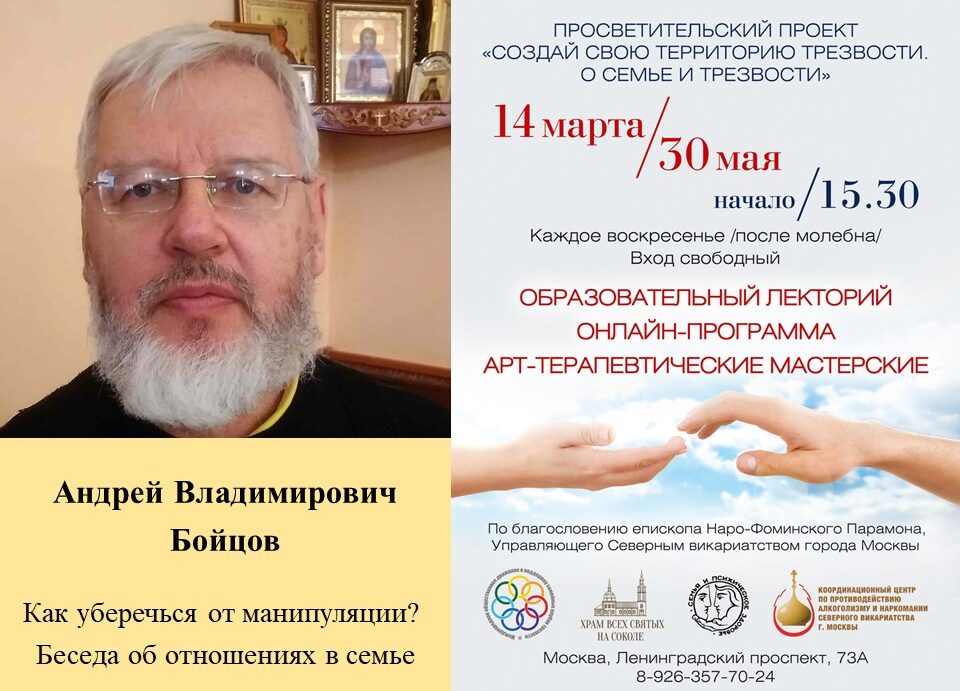 Андрей Владимирович
Бойцов
Как уберечься от манипуляции?
Беседа об отношениях в семье
ПРОСВЕТИТЕЛЬСКИЙ ПРОЕКТ
«СОЗДАЙ СВОЮ ТЕРРИТОРИЮ ТРЕЗВОСТИ.
О СЕМЬЕ И ТРЕЗВОСТИ»
14 марта/
30 мая
начало/15.30
Каждое воскресенье /после молебна/
Вход свободный
ОБРАЗОВАТЕЛЬНЫЙ ЛЕКТОРИЙ
ОНЛАЙН-ПРОГРАММА
АРТ-ТЕРАПЕВТИЧЕСКИЕ МАСТЕРСКИЕ
По благословению епископа Наро-Фоминского Парамона,
Управляющего Северным викариатством города Москвы
ХРАМ ВСЕХ СВЯТЫХ
НА СОКОЛЕ
СЕМЬЯ И ПСИХИЧЕСКОЕ ЗДОРОВЬЕ
КООРДИНАЦИОННЫЙ ЦЕНТР
ПО ПРОТИВОДЕЙСТВИЮ
АЛКОГОЛИЗМУ И НАРКОМАНИИ
СЕВЕРНОГО ВИКАРИАТСТВА
Г. МОСКВЫ
Москва, Ленинградский проспект, 73А
8-926-357-70-24